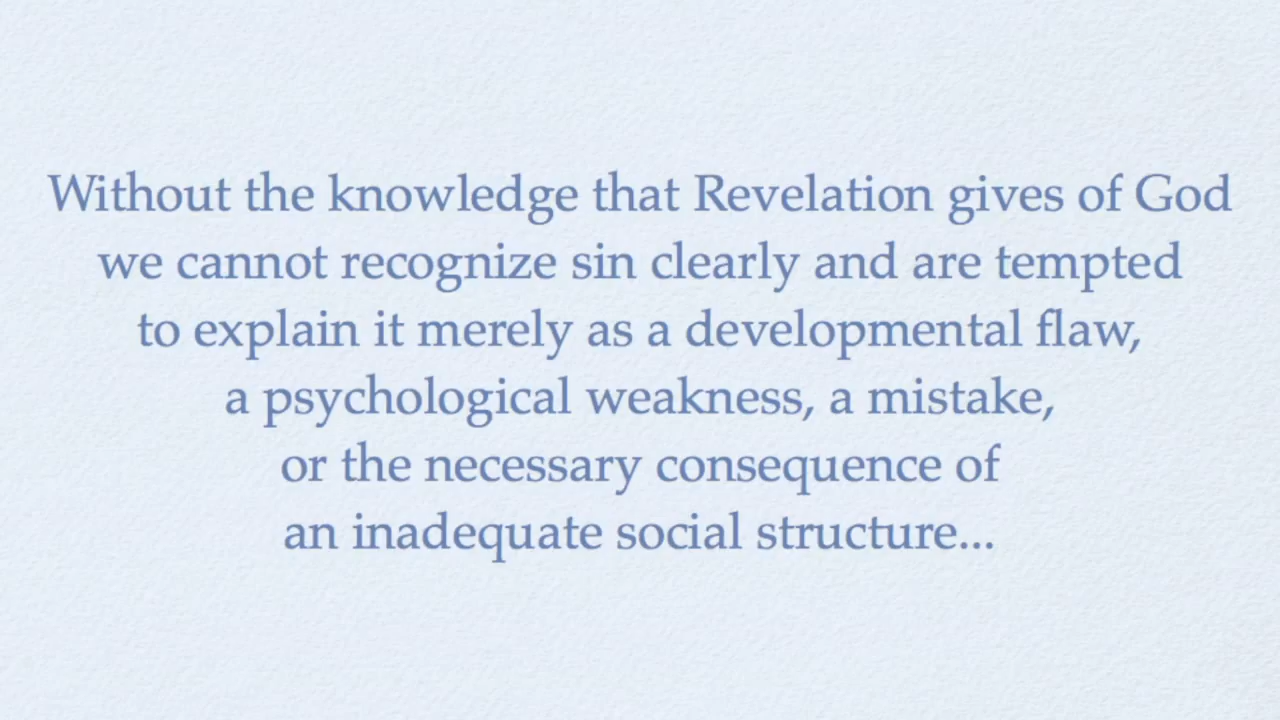 Without the knowledge that Revelation gives of God
we cannot recognize sin clearly and are tempted
to explain it merely as a developmental flaw,
a psychological weakness, a mistake,
or the necessary consequence of
an inadequate social structure...